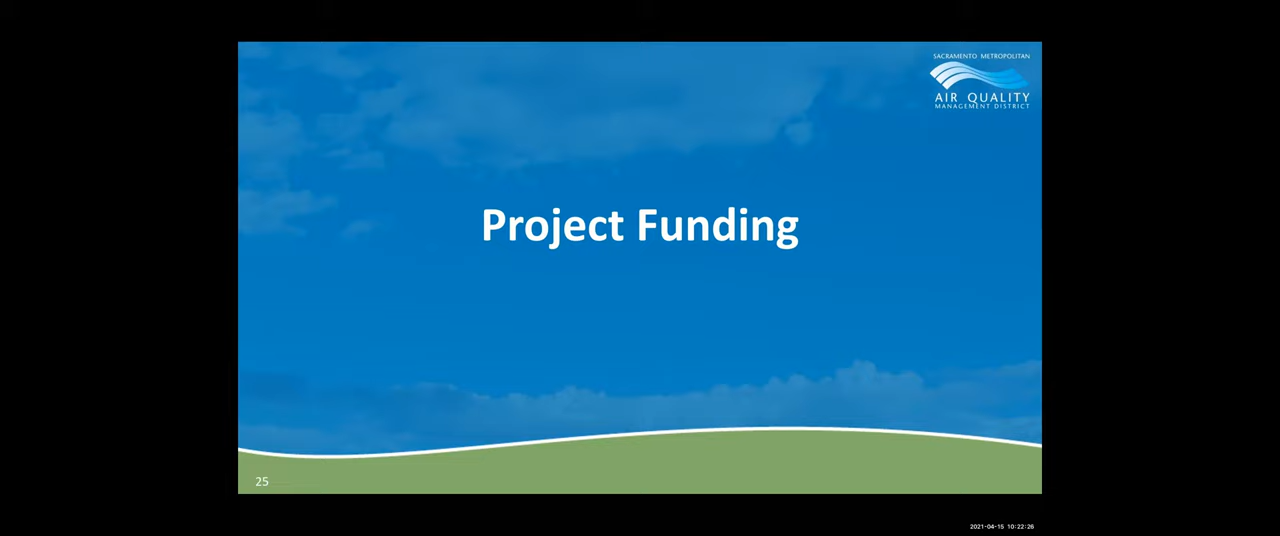 SACRAMENTO METROPOLITAN
AIR QUALITY
MANAGEMENT DISTRICT
Project Funding
25
2021-04-15 10:22:26